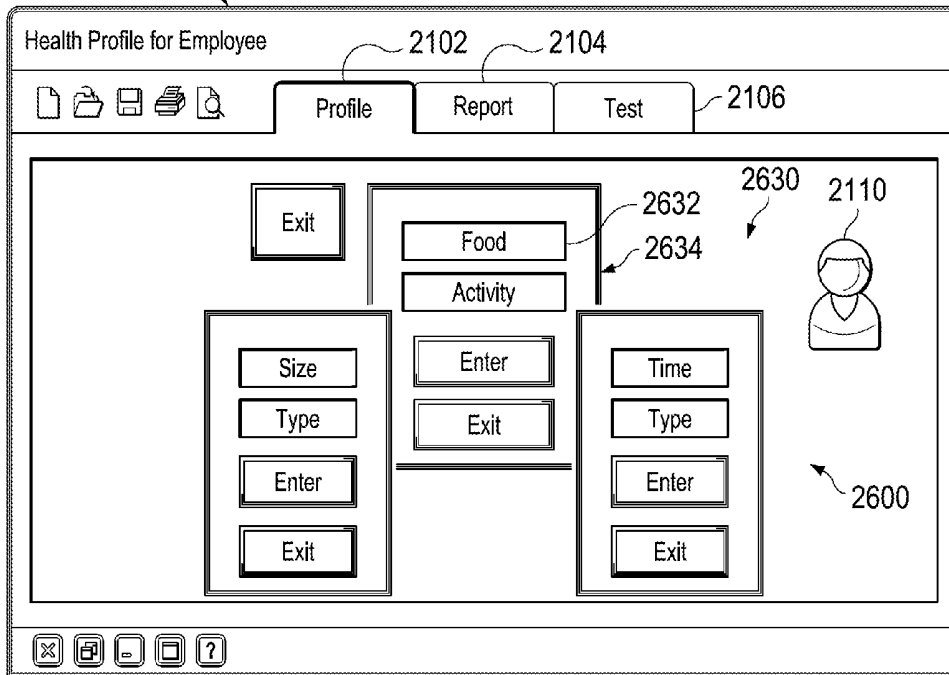 Health Profile for Employee
2102
2104
Profile
Report
Test
2106
Exit
2632
2630
2110
Food
2634
Activity
Size
Enter
Time
Type
Exit
Type
Enter
Enter
2600
Exit
Exit
?